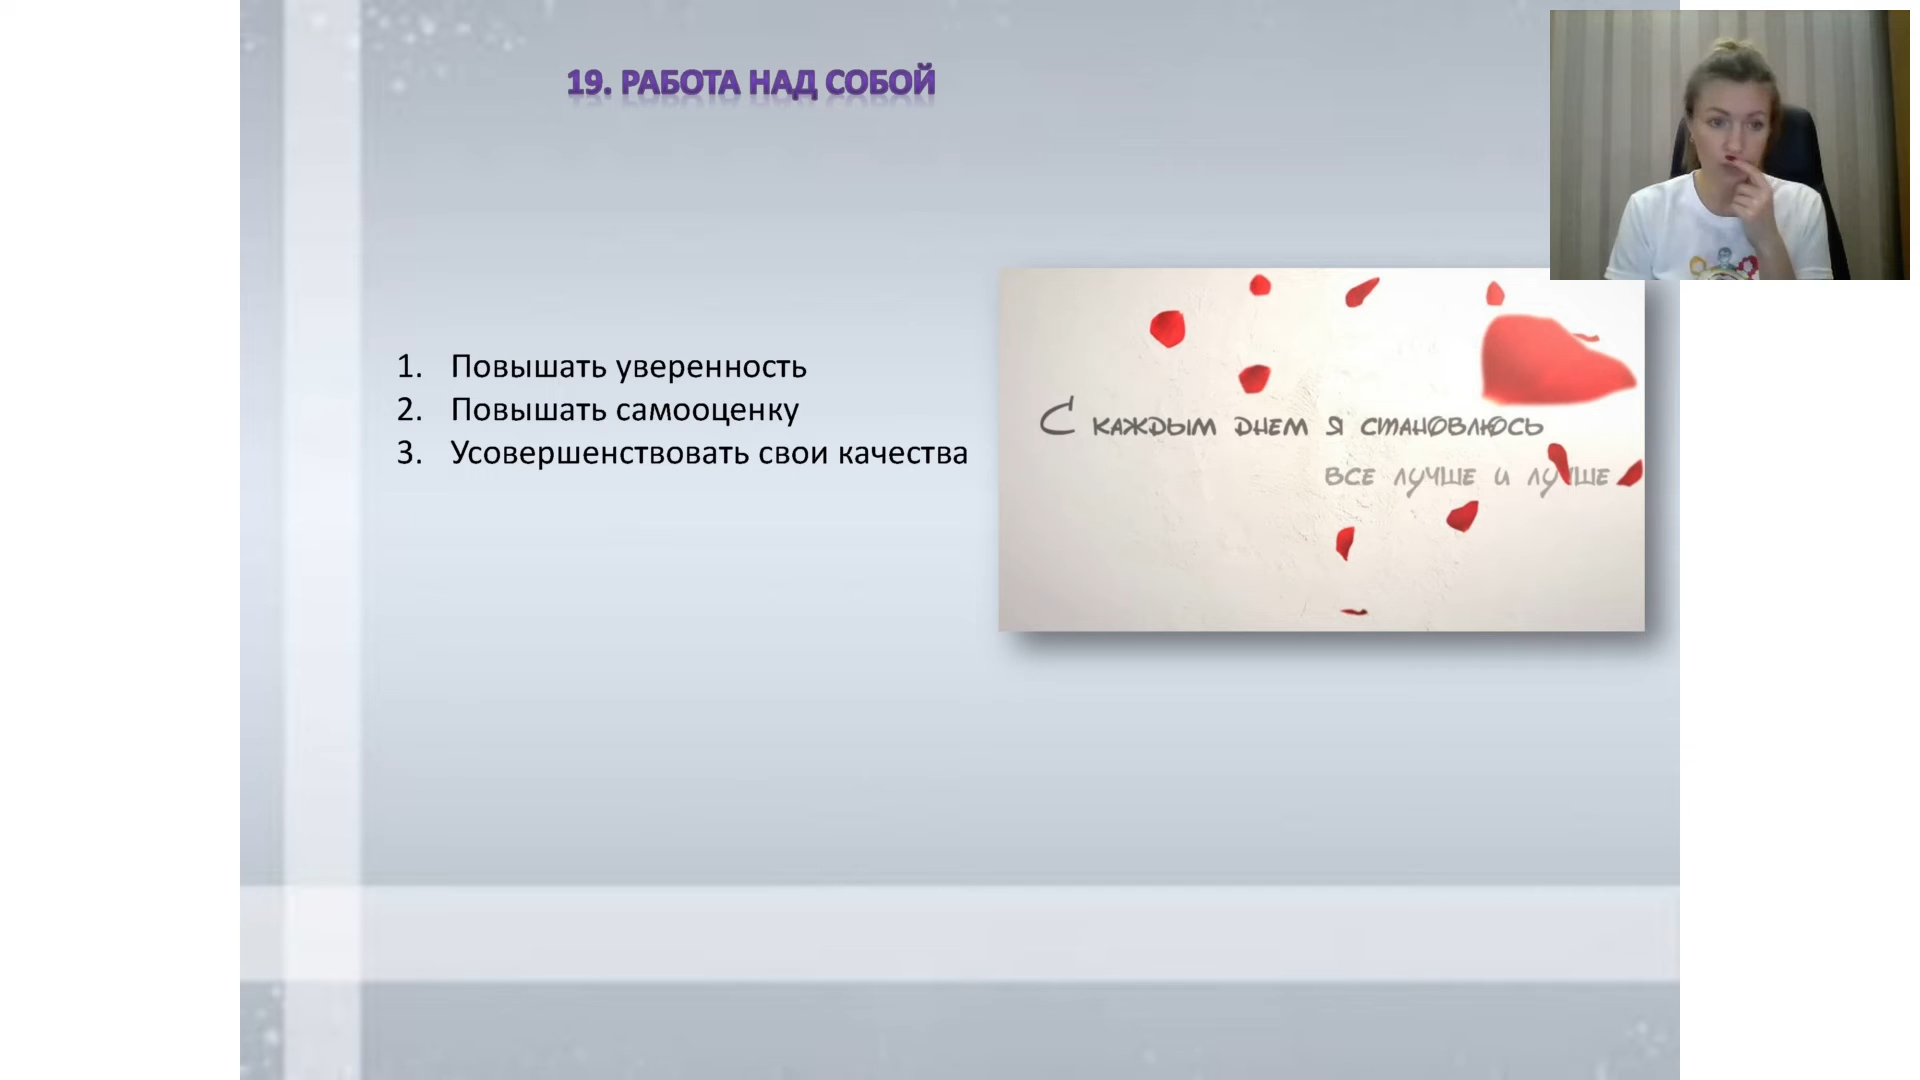 19. РАБОТА НАД СОБОЙ
1. Повышать уверенность
2. Повышать самооценку
3. Усовершенствовать свои качества
С КАЖДЫМ ДНЕМ Я СТАНОВЛЮСЬ
ВСЕ ЛУЧШЕ И ЛУЧШЕ